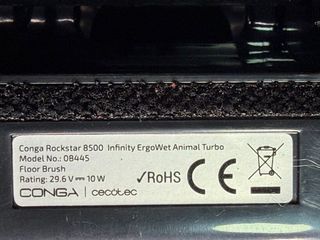 Conga Rockstar 8500 Infinity ErgoWet Animal Turbo
Model No.: 08445
Floor Brush
Rating: 29.6 V ⎓ 10 W
✓RoHS CE
CONGA | cecotec